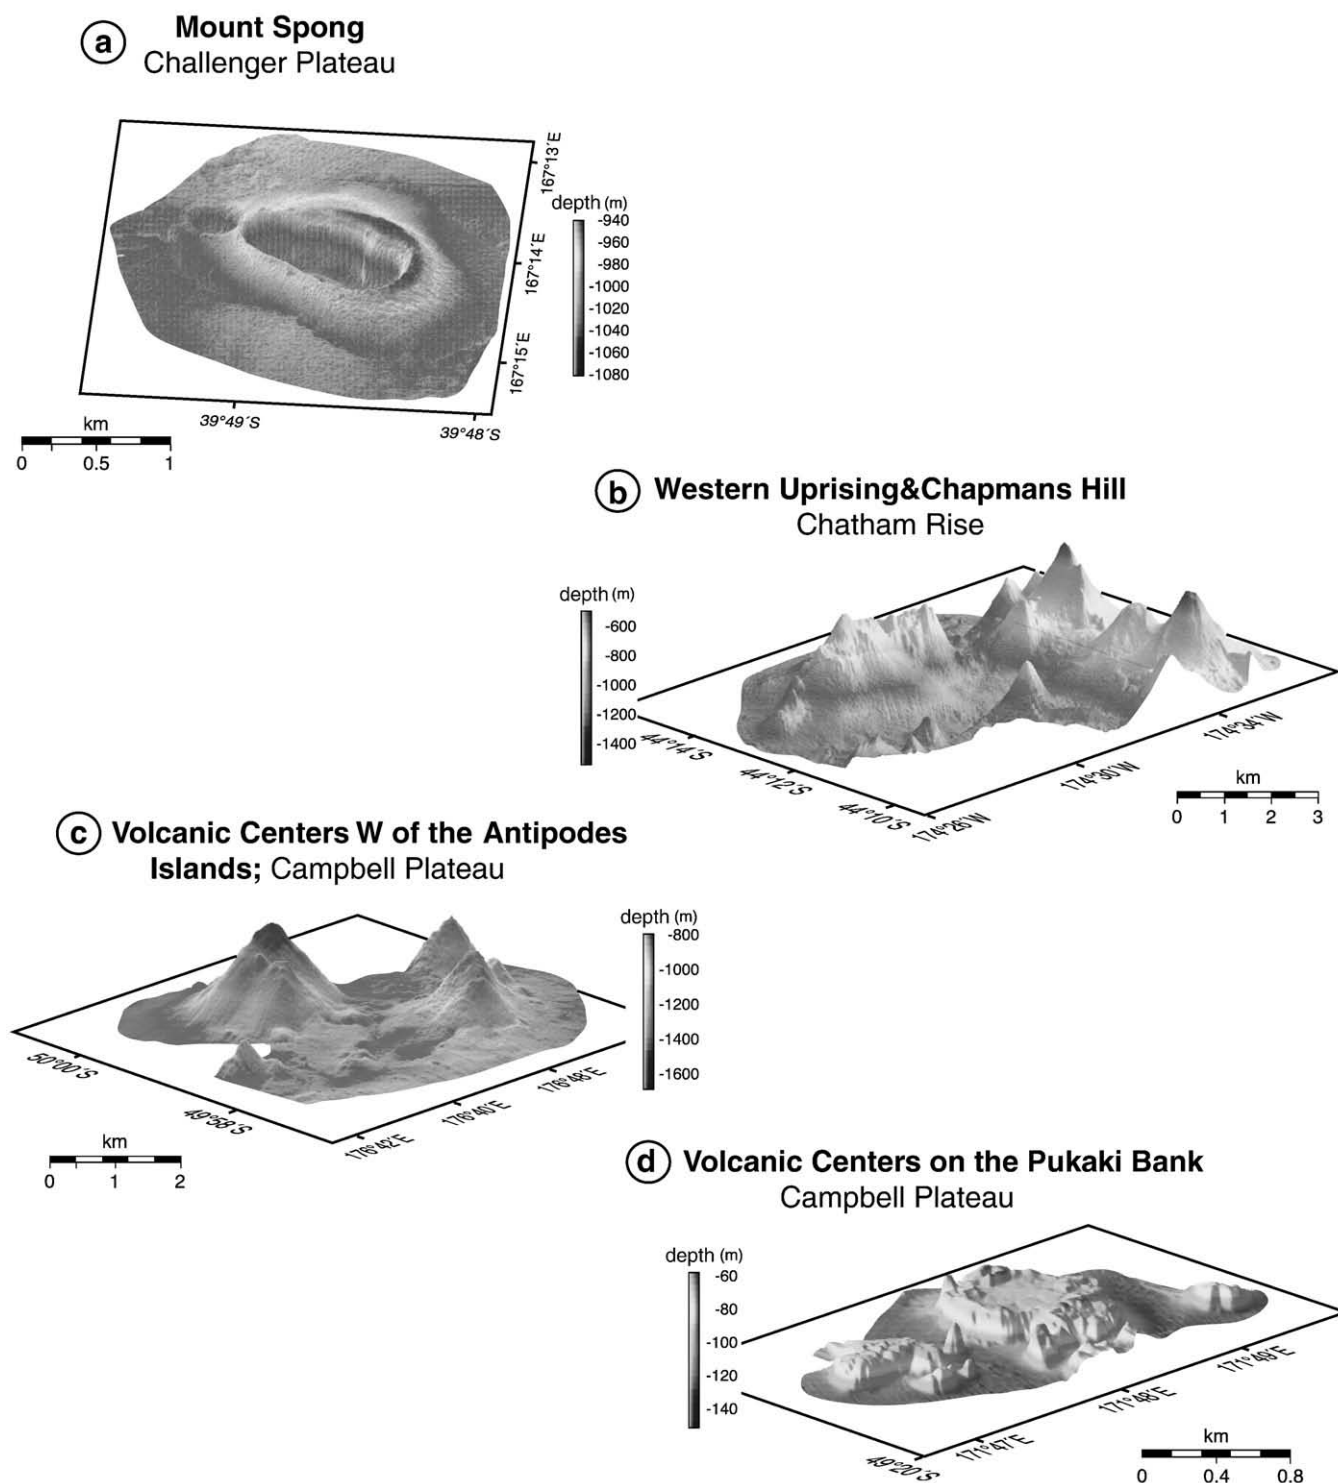 a
Mount Spong
Challenger Plateau
167°13´E
depth (m)
-940
-960
-980
-1000
-1020
-1040
-1060
-1080
167°14´E
167°15´E
39°49´S
39°48´S
km
0 0.5 1
b
Western Uprising&Chapmans Hill
Chatham Rise
depth (m)
-600
-800
-1000
-1200
-1400
44°14´S
44°12´S
44°10´S
174°26´W
174°30´W
174°34´W
km
0 1 2 3
c
Volcanic Centers W of the Antipodes
Islands; Campbell Plateau
depth (m)
-800
-1000
-1200
-1400
-1600
50°00´S
49°58´S
176°42´E
176°40´E
176°48´E
km
0 1 2
d
Volcanic Centers on the Pukaki Bank
Campbell Plateau
depth (m)
-60
-80
-100
-120
-140
49°20´S
171°47´E
171°48´E
171°49´E
km
0 0.4 0.8